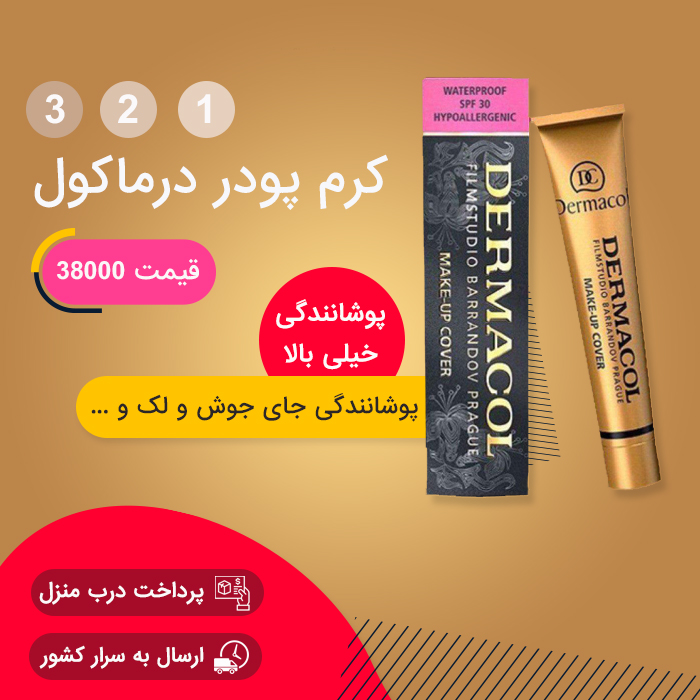 3 2 1
کرم پودر درماکول
قیمت 38000
پوشانندگی
خیلی بالا
پوشانندگی جای جوش و لک و ...
پرداخت درب منزل
ارسال به سرار کشور
WATERPROOF
SPF 30
HYPOALLERGENIC
DERMACOL
FILMSTUDIO BARRANDOV PRAGUE
MAKE-UP COVER
DC
Dermacol
DERMACOL
FILMSTUDIO BARRANDOV PRAGUE
MAKE-UP COVER